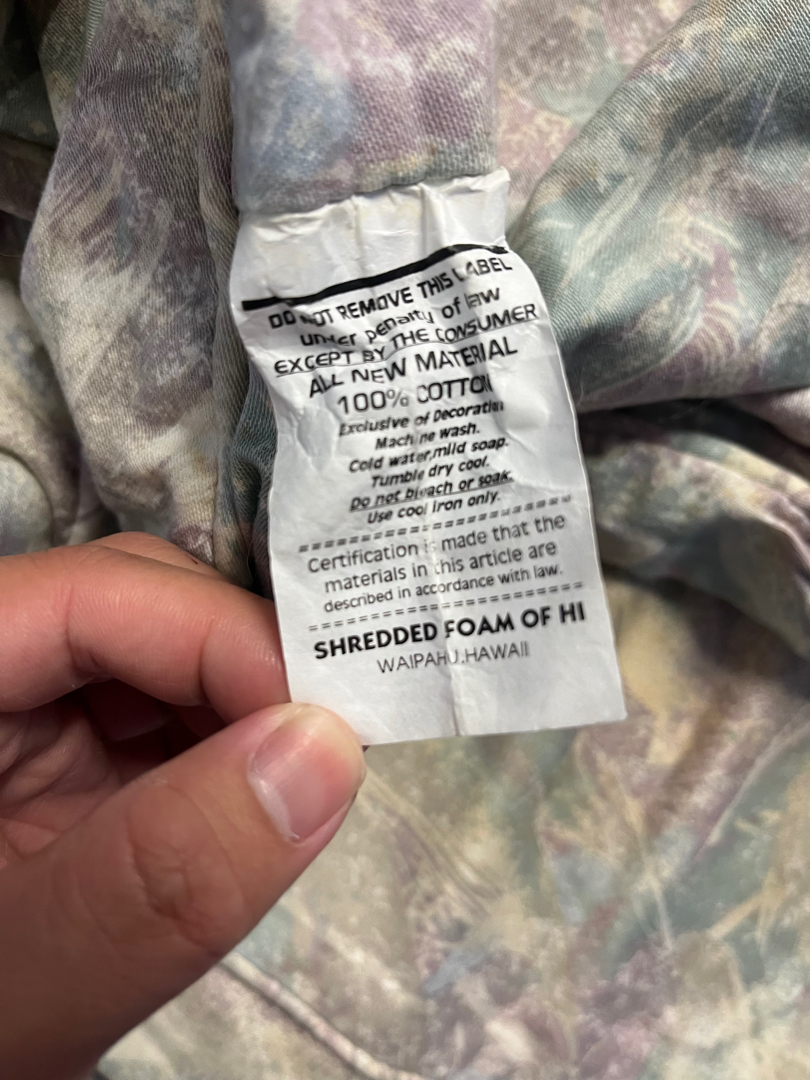 DO NOT REMOVE THIS LABEL
under penalty of law
EXCEPT BY THE CONSUMER
ALL NEW MATERIAL
100% COTTON
Exclusive of Decoration
Machine wash.
Cold water,mild soap.
Tumble dry cool.
Do not bleach or soak.
Use cool iron only.
Certification is made that the
materials in this article are
described in accordance with law.
SHREDDED FOAM OF HI
WAIPAHU.HAWAII